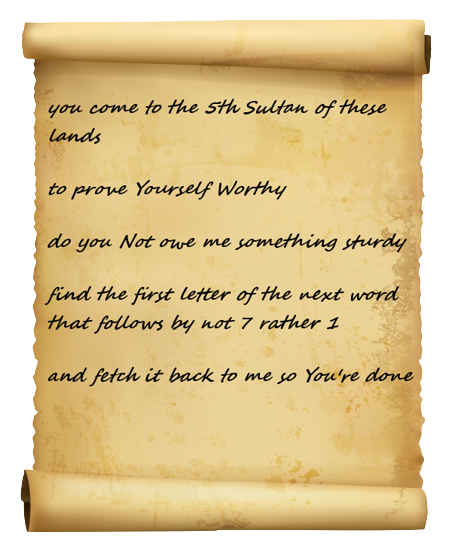 you come to the 5th Sultan of these
lands
to prove Yourself Worthy
do you Not owe me something sturdy
find the first letter of the next word
that follows by not 7 rather 1
and fetch it back to me so You're done